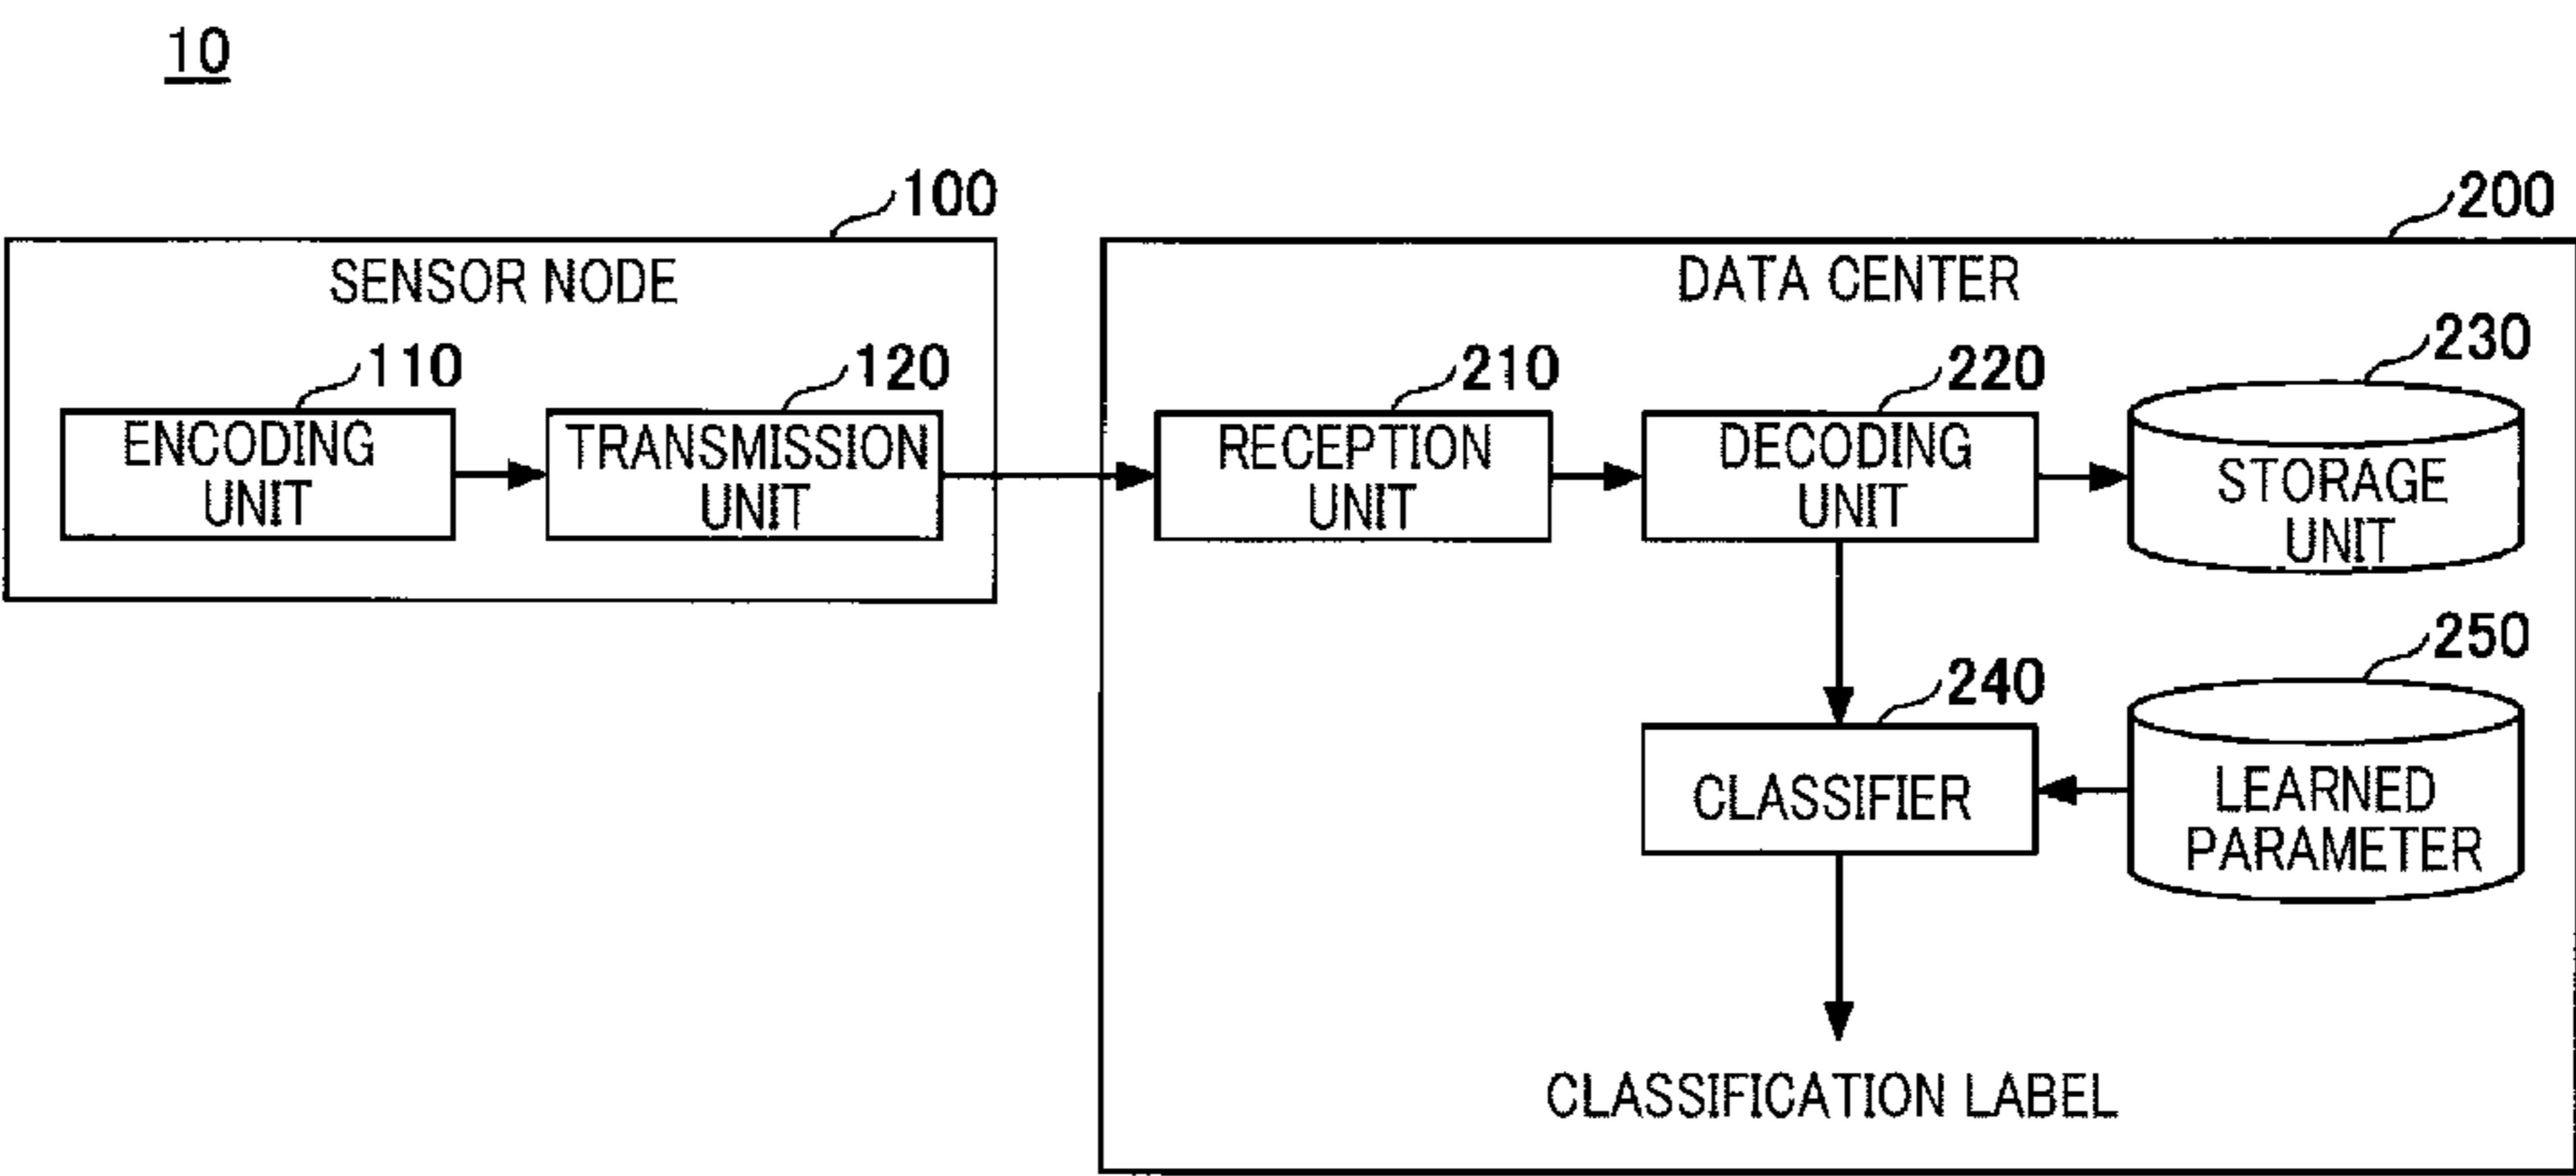 10
100
200
SENSOR NODE
DATA CENTER
110
120
210
220
230
ENCODING
UNIT
TRANSMISSION
UNIT
RECEPTION
UNIT
DECODING
UNIT
STORAGE
UNIT
240
250
CLASSIFIER
LEARNED
PARAMETER
CLASSIFICATION LABEL